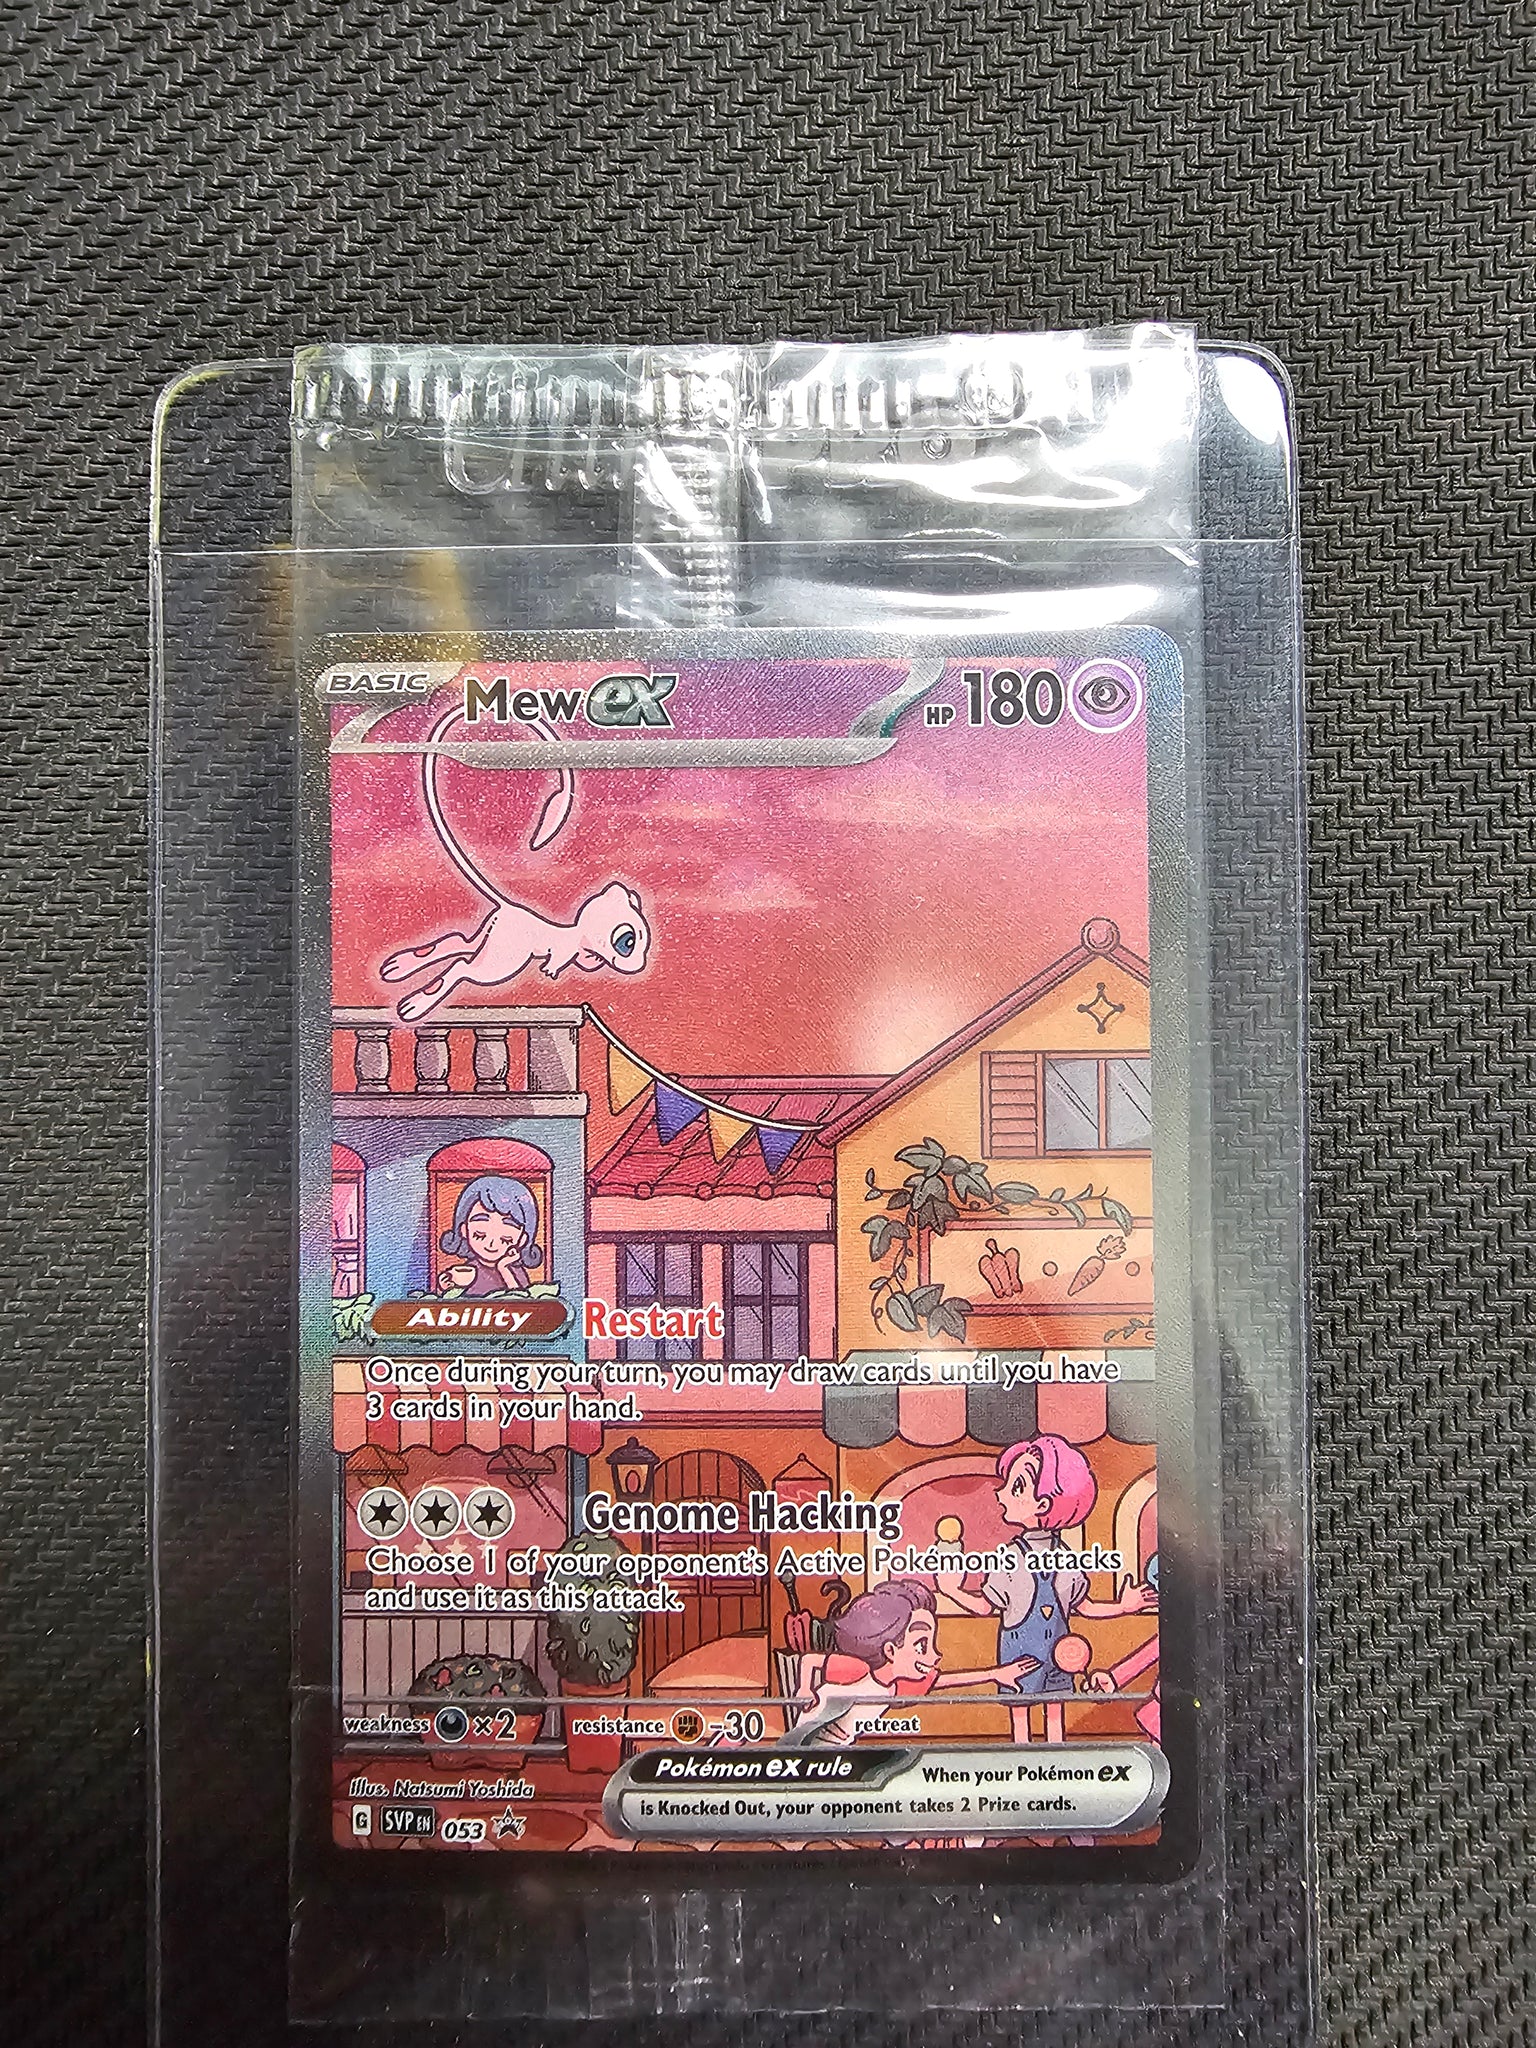 BASIC Mew ex HP 180
Ability Restart
Once during your turn, you may draw cards until you have
3 cards in your hand.
Genome Hacking
Choose 1 of your opponent's Active Pokémon's attacks
and use it as this attack.
weakness ×2 resistance -30 retreat
Pokémon ex rule When your Pokémon ex
is Knocked Out, your opponent takes 2 Prize cards.
Illus. Natsumi Yoshida
G SVP EN 053